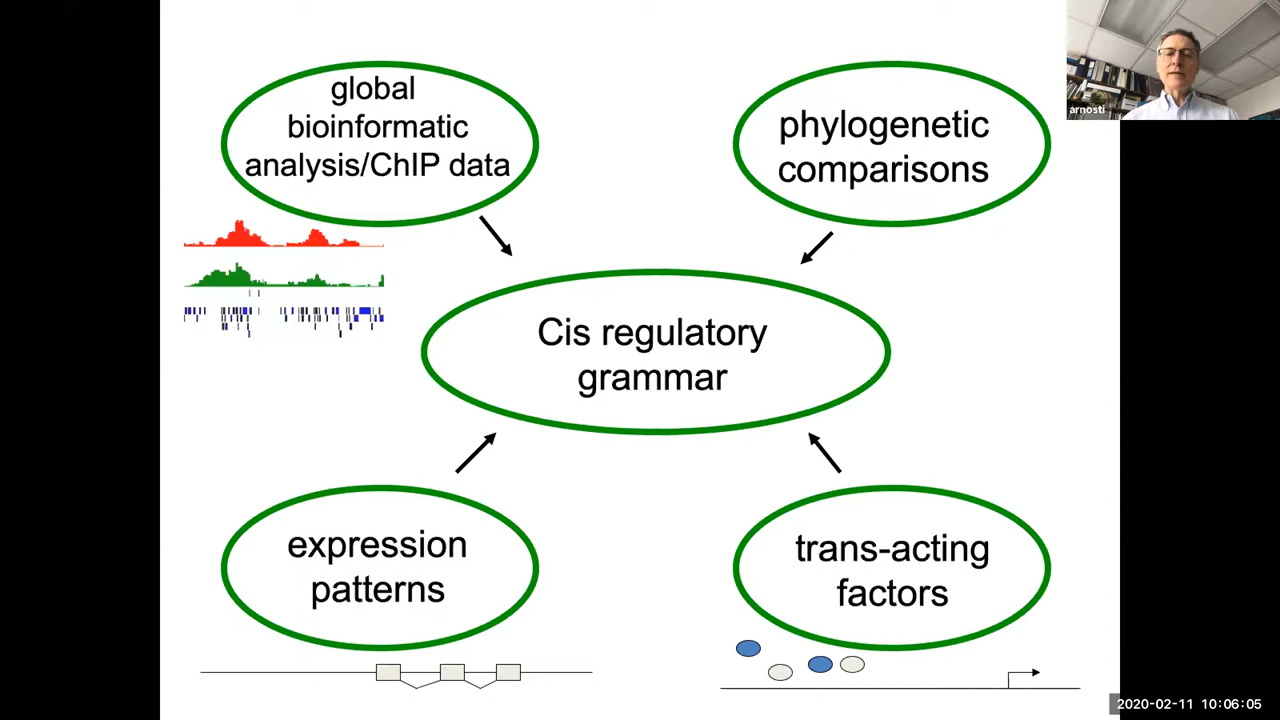 global
bioinformatic
analysis/ChIP data
phylogenetic
comparisons
arnosti
Cis regulatory
grammar
expression
patterns
trans-acting
factors
2020-02-11 10:06:05